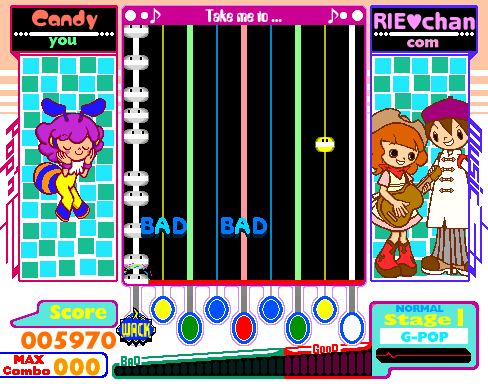 Candy
you
Take me to ...
RIE♥chan
com
BAD BAD
Score
005970
MAX
Combo 000
WACK
BAD
GOOD
NORMAL
Stage 1
G-POP